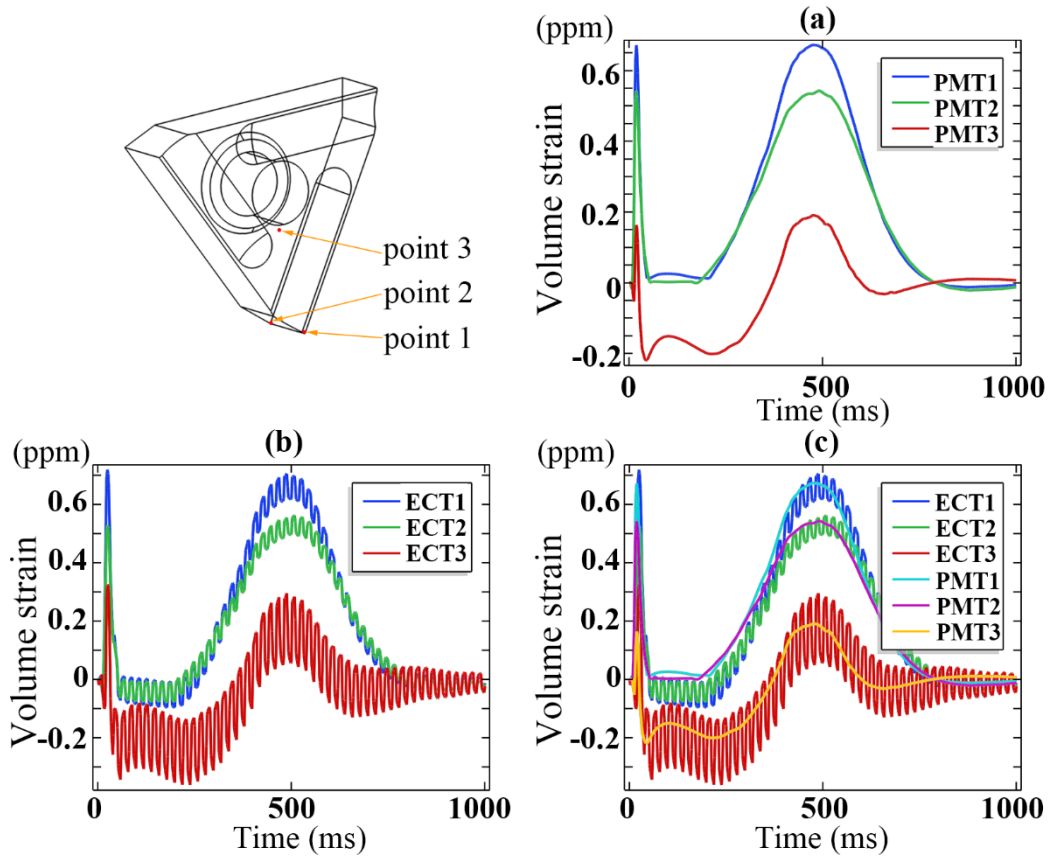 point 3
point 2
point 1
(a)
(ppm)
Volume strain
0.6
0.4
0.2
0
-0.2
PMT1
PMT2
PMT3
0
500
1000
Time (ms)
(b)
(ppm)
Volume strain
0.6
0.4
0.2
0
-0.2
ECT1
ECT2
ECT3
0
500
1000
Time (ms)
(c)
(ppm)
Volume strain
0.6
0.4
0.2
0
-0.2
ECT1
ECT2
ECT3
PMT1
PMT2
PMT3
0
500
1000
Time (ms)